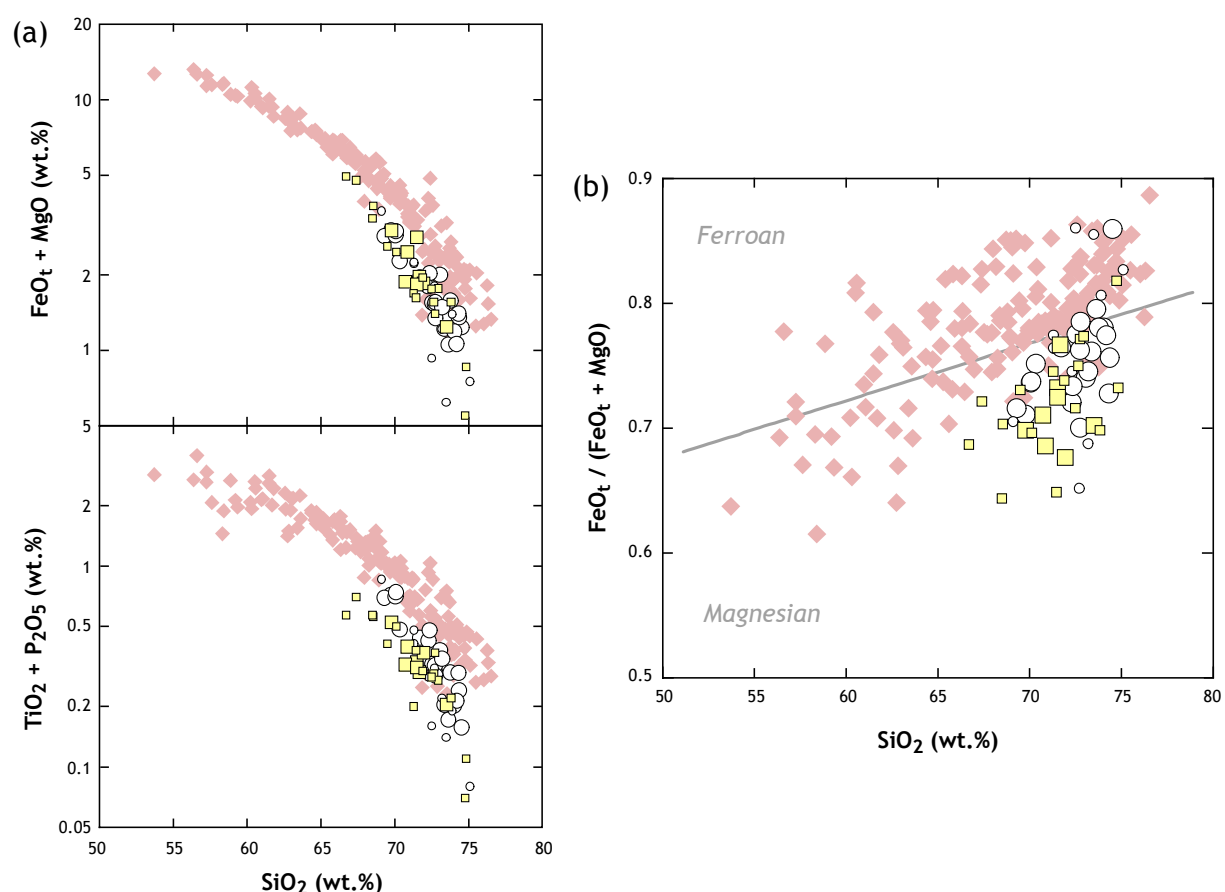 (a)
FeOt + MgO (wt.%)
20
10
5
2
1
5
TiO2 + P2O5 (wt.%)
2
1
0.5
0.2
0.1
0.05
50 55 60 65 70 75 80
SiO2 (wt.%)
(b)
FeOt / (FeOt + MgO)
0.9
0.8
0.7
0.6
0.5
Ferroan
Magnesian
50 55 60 65 70 75 80
SiO2 (wt.%)